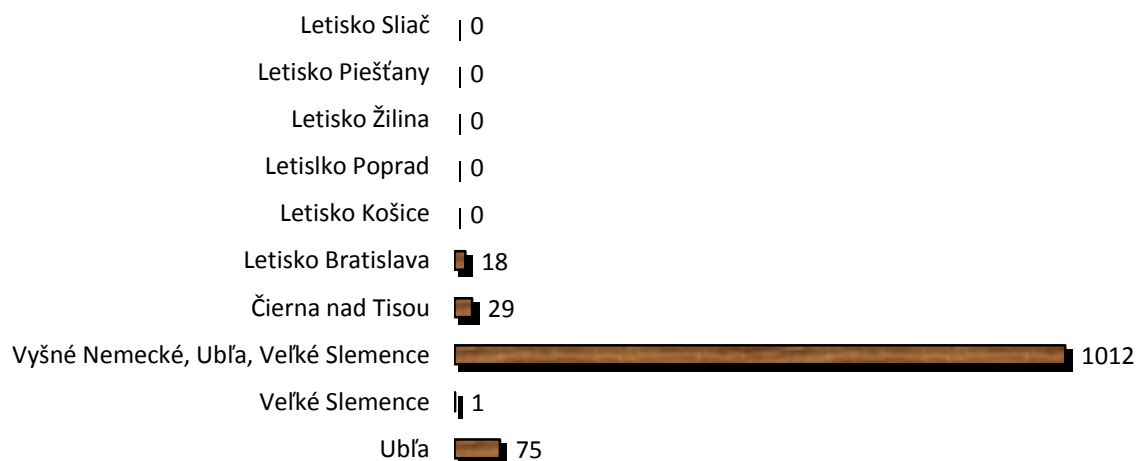 Letisko Sliač 0
Letisko Piešťany 0
Letisko Žilina 0
Letislko Poprad 0
Letisko Košice 0
Letisko Bratislava 18
Čierna nad Tisou 29
Vyšné Nemecké, Ubľa, Veľké Slemence 1012
Veľké Slemence 1
Ubľa 75